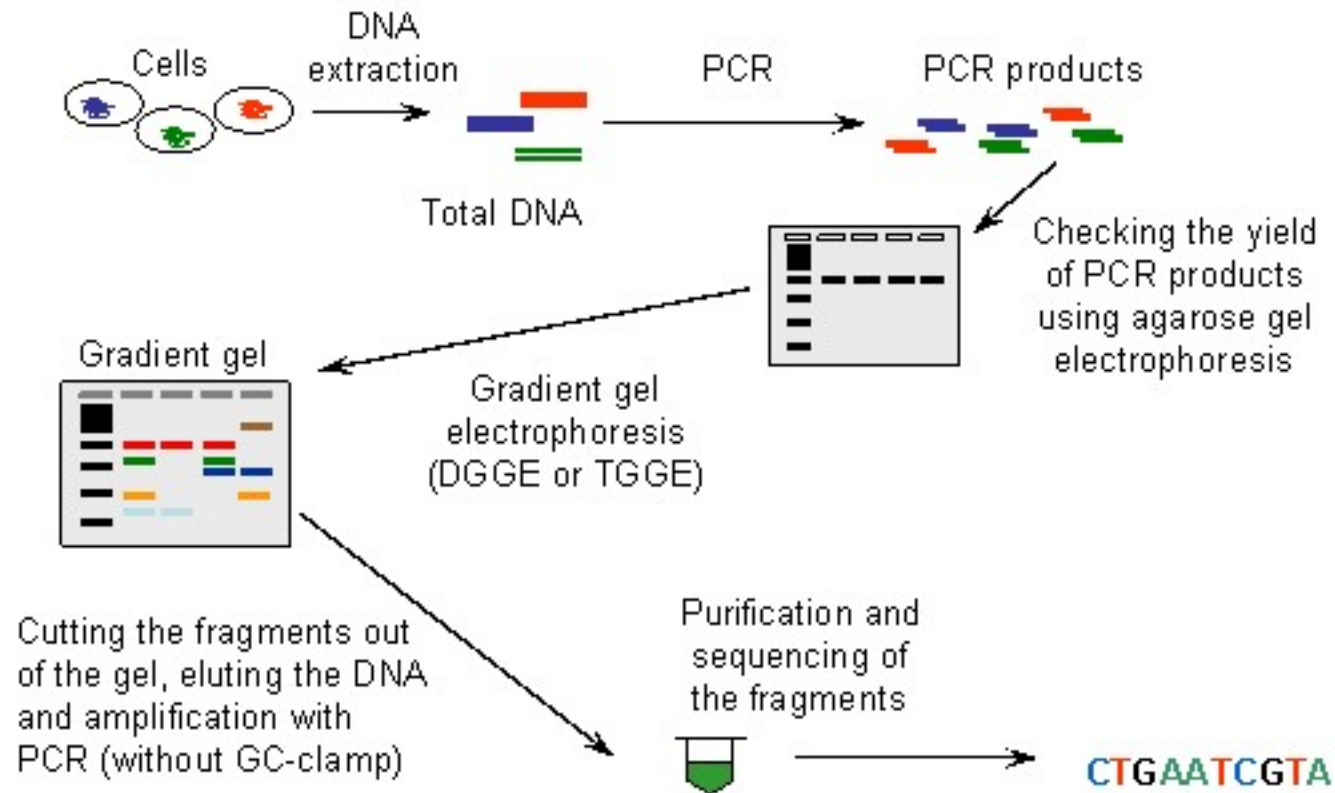 Cells
DNA
extraction
PCR
PCR products
Total DNA
Checking the yield
of PCR products
using agarose gel
electrophoresis
Gradient gel
Gradient gel
electrophoresis
(DGGE or TGGE)
Cutting the fragments out
of the gel, eluting the DNA
and amplification with
PCR (without GC-clamp)
Purification and
sequencing of
the fragments
CTGAATCGTA